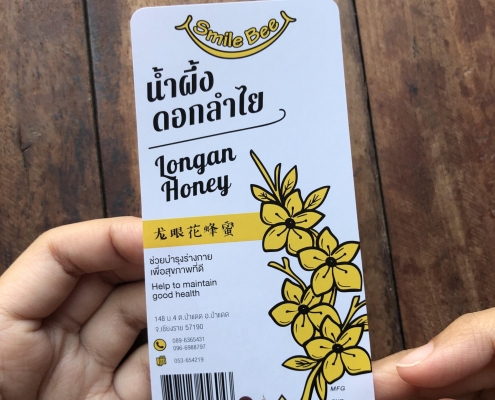 Smile Bee
น้ำผึ้ง
ดอกลำไย
Longan
Honey
龙眼花蜂蜜
ช่วยบำรุงร่างกาย
เพื่อสุขภาพที่ดี
Help to maintain
good health
148 ม.4 ต.ป่าแดด อ.ป่าแดด
จ.เชียงราย 57190
089-6365431
096-6988797
053-654219
MFG